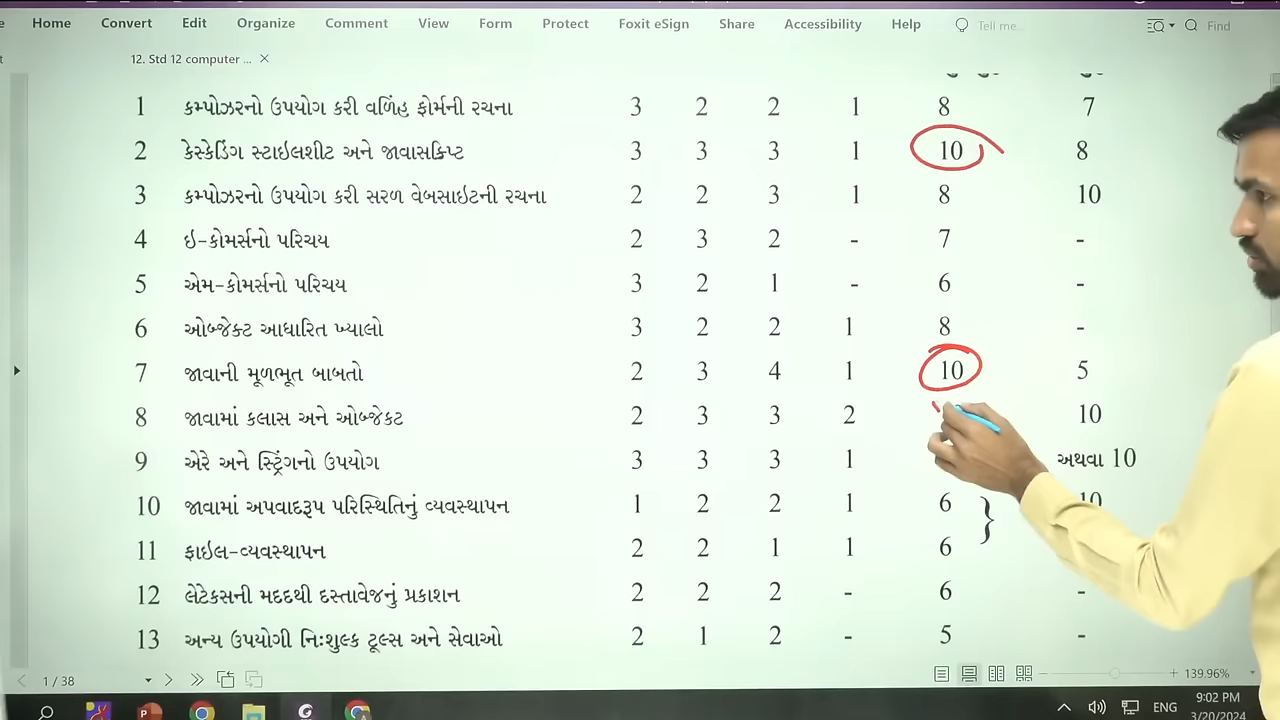 Home Convert Edit Organize Comment View Form Protect Foxit eSign Share Accessibility Help Tell me... Find
12. Std 12 computer ... ×
1 કમ્પોઝરનો ઉપયોગ કરી વળિંહ ફોર્મની રચના 3 2 2 1 8 7
2 કેસ્કેડિંગ સ્ટાઇલશીટ અને જાવાસક્રિપ્ટ 3 3 3 1 10 8
3 કમ્પોઝરનો ઉપયોગ કરી સરળ વેબસાઇટની રચના 2 2 3 1 8 10
4 ઇ-કોમર્સનો પરિચય 2 3 2 - 7 -
5 એમ-કોમર્સનો પરિચય 3 2 1 - 6 -
6 ઓબ્જેક્ટ આધારિત ખ્યાલો 3 2 2 1 8 -
7 જાવાની મૂળભૂત બાબતો 2 3 4 1 10 5
8 જાવામાં કલાસ અને ઓબ્જેકટ 2 3 3 2 10
9 એરે અને સ્ટ્રિંગનો ઉપયોગ 3 3 3 1 અથવા 10
10 જાવામાં અપવાદરૂપ પરિસ્થિતિનું વ્યવસ્થાપન 1 2 2 1 6 } 10
11 ફાઇલ-વ્યવસ્થાપન 2 2 1 1 6
12 લેટેકસની મદદથી દસ્તાવેજનું પ્રકાશન 2 2 2 - 6 -
13 અન્ય ઉપયોગી નિઃશુલ્ક ટૂલ્સ અને સેવાઓ 2 1 2 - 5 -
1 / 38 139.96%
ENG 9:02 PM
3/20/2024